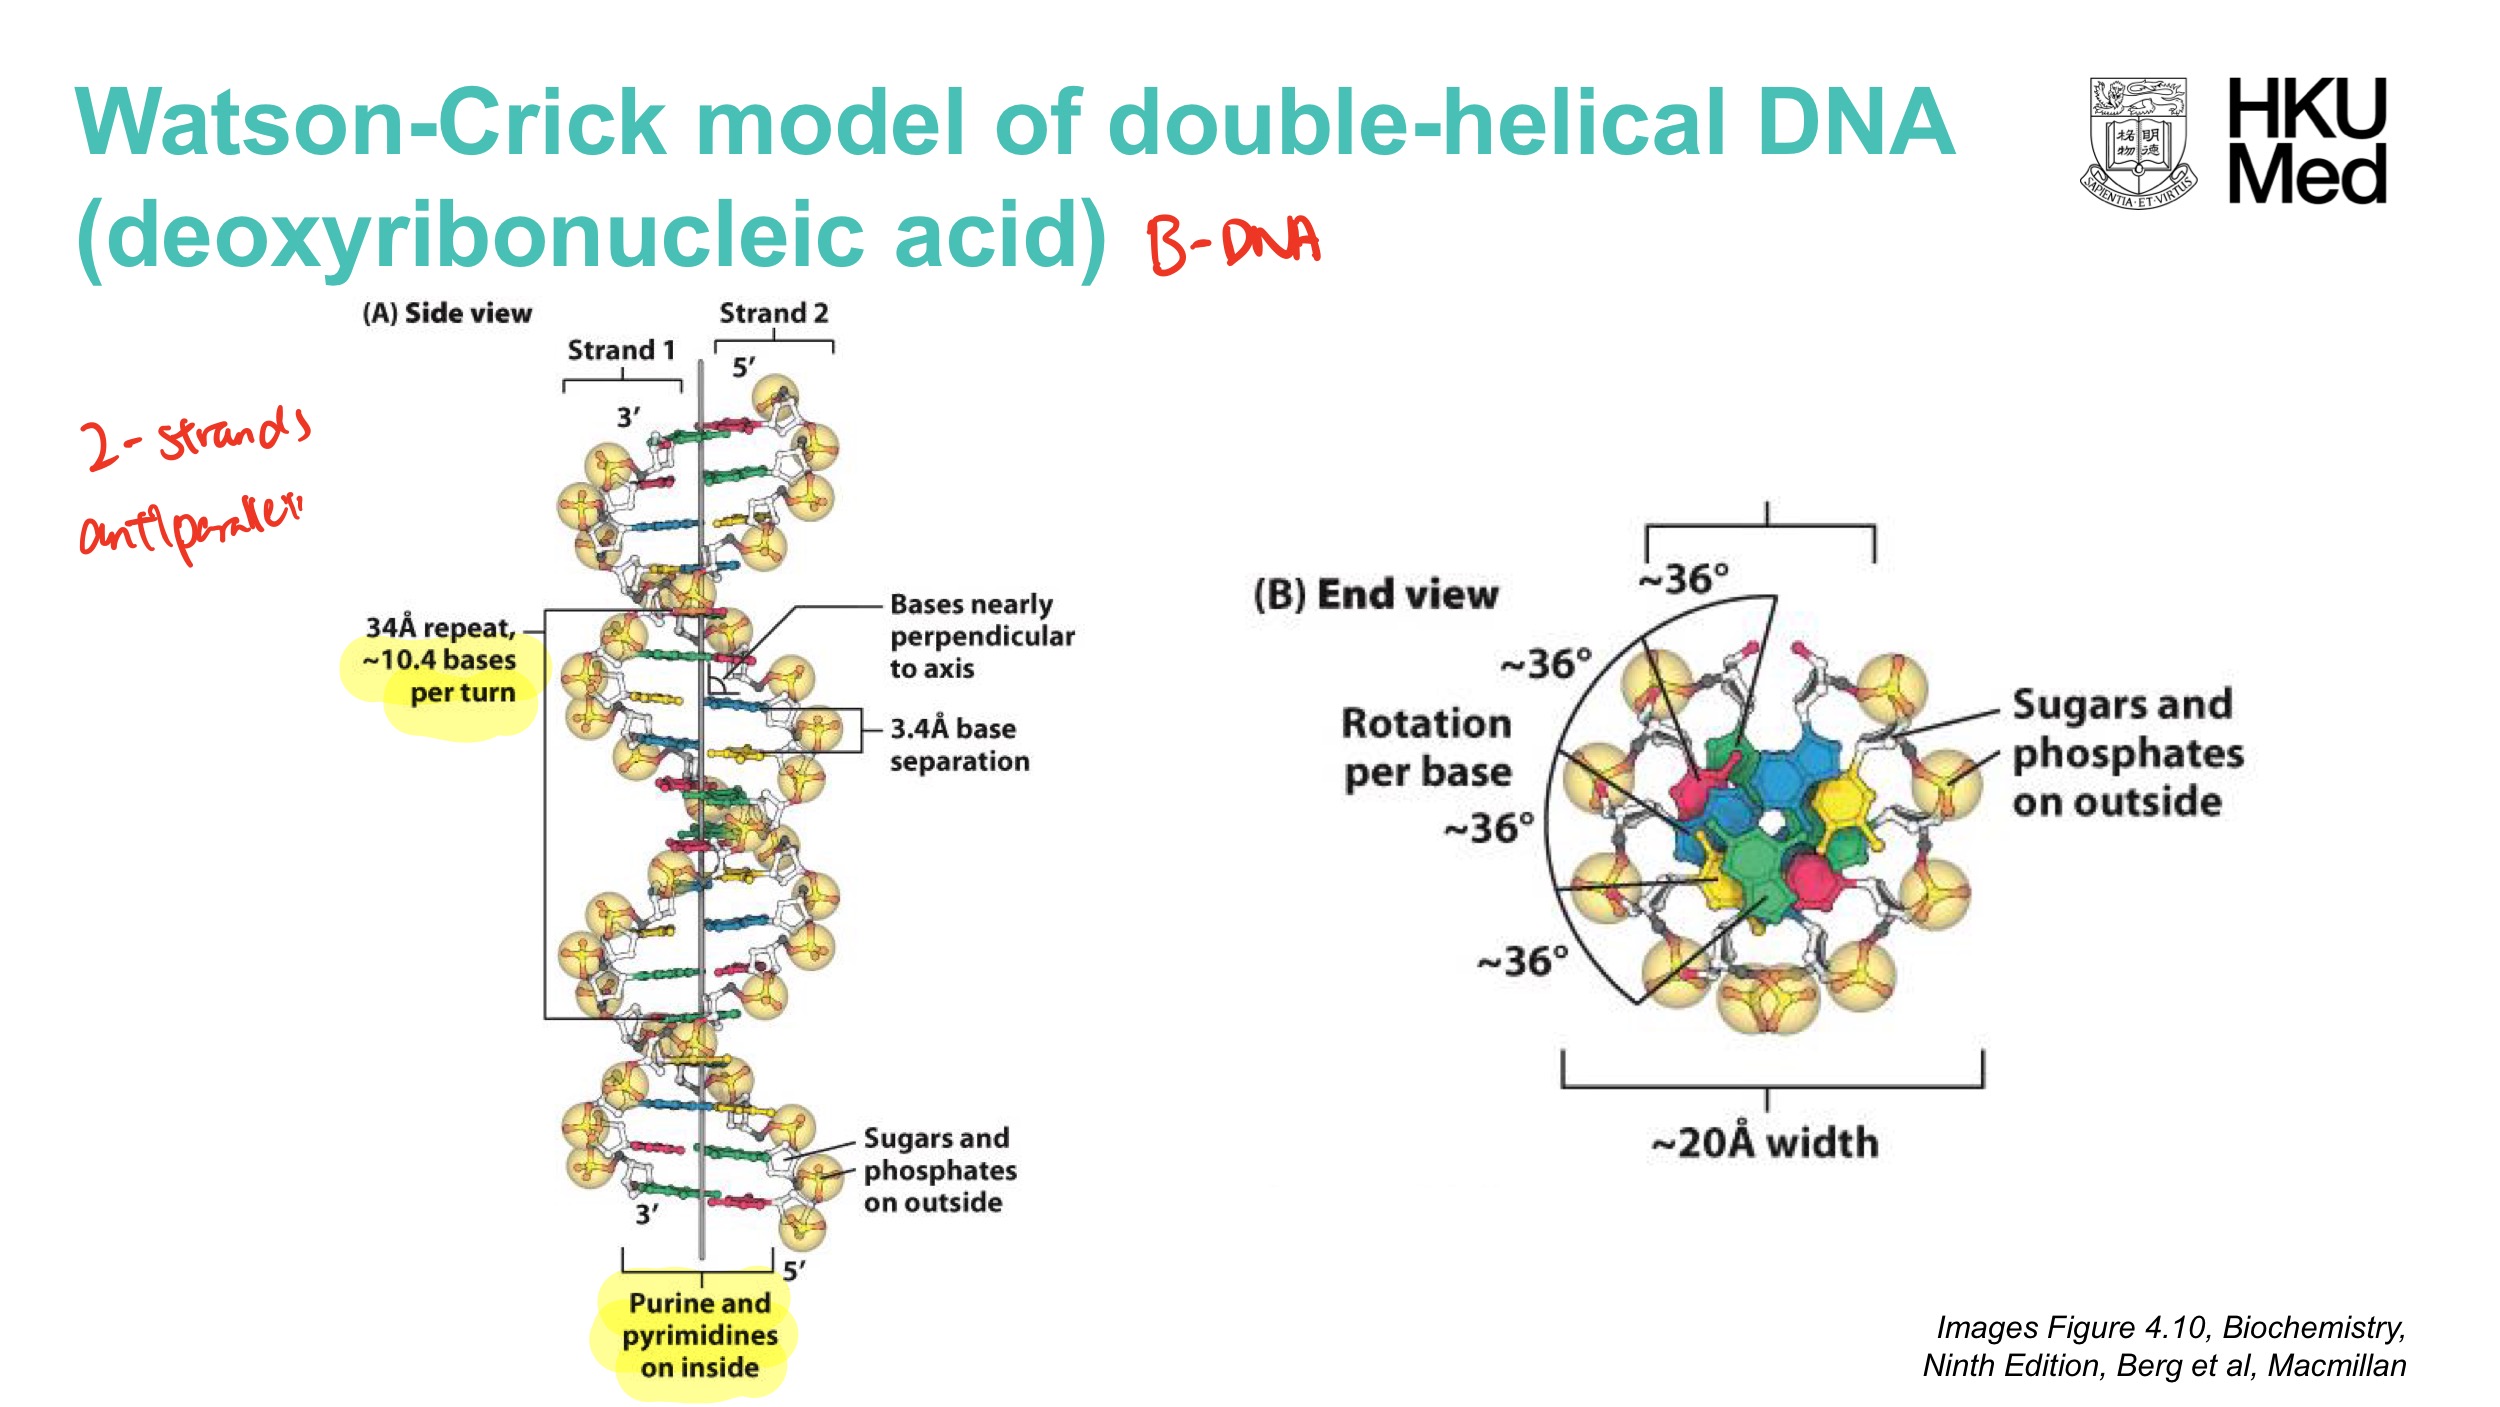 Watson-Crick model of double-helical DNA
(deoxyribonucleic acid)
B-DNA
格 明
物 德
SAPIENTIA·ET·VIRTUS
HKU
Med
(A) Side view
Strand 1
Strand 2
5′
3′
2-strands
antiparallel
34Å repeat,
~10.4 bases
per turn
Bases nearly
perpendicular
to axis
3.4Å base
separation
Sugars and
phosphates
on outside
3′
5′
Purine and
pyrimidines
on inside
(B) End view
~36°
~36°
Rotation
per base
~36°
~36°
Sugars and
phosphates
on outside
~20Å width
Images Figure 4.10, Biochemistry,
Ninth Edition, Berg et al, Macmillan